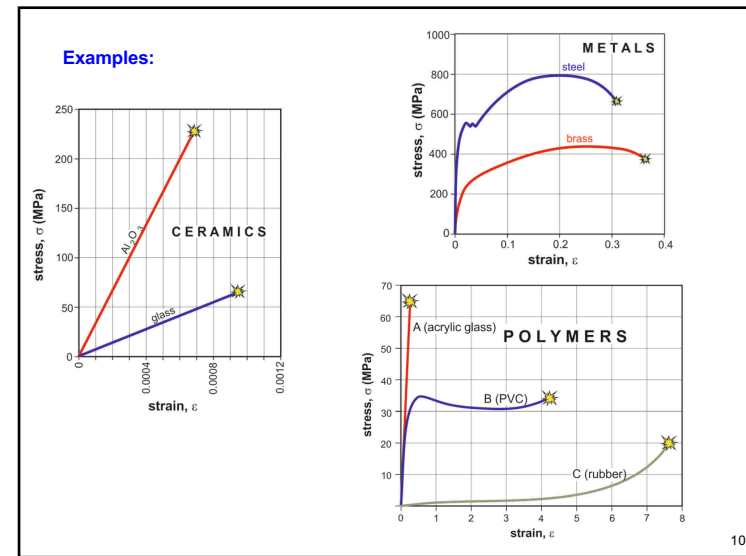 Examples:
250
200
150
100
50
0
stress, σ (MPa)
Al2O3
CERAMICS
glass
0
0.0004
0.0008
0.0012
strain, ε
METALS
1000
800
600
400
200
0
stress, σ (MPa)
steel
brass
0
0.1
0.2
0.3
0.4
strain, ε
70
60
50
40
30
20
10
stress, σ (MPa)
A (acrylic glass)
POLYMERS
B (PVC)
C (rubber)
0
1
2
3
4
5
6
7
8
strain, ε
10